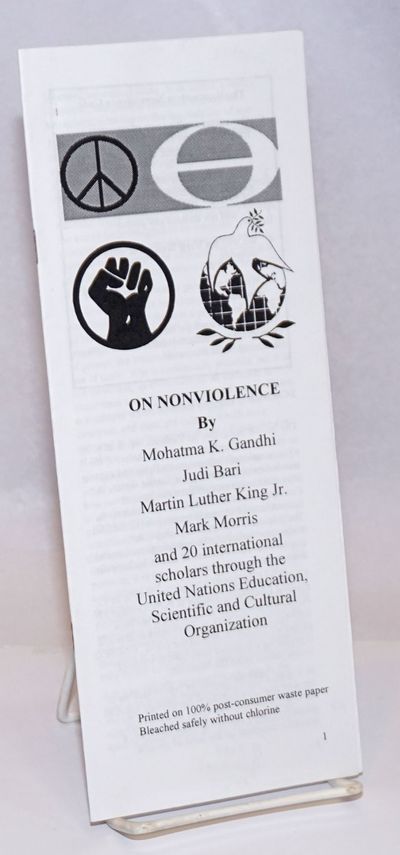 ON NONVIOLENCE
By
Mohatma K. Gandhi
Judi Bari
Martin Luther King Jr.
Mark Morris
and 20 international
scholars through the
United Nations Education,
Scientific and Cultural
Organization
Printed on 100% post-consumer waste paper
Bleached safely without chlorine
1